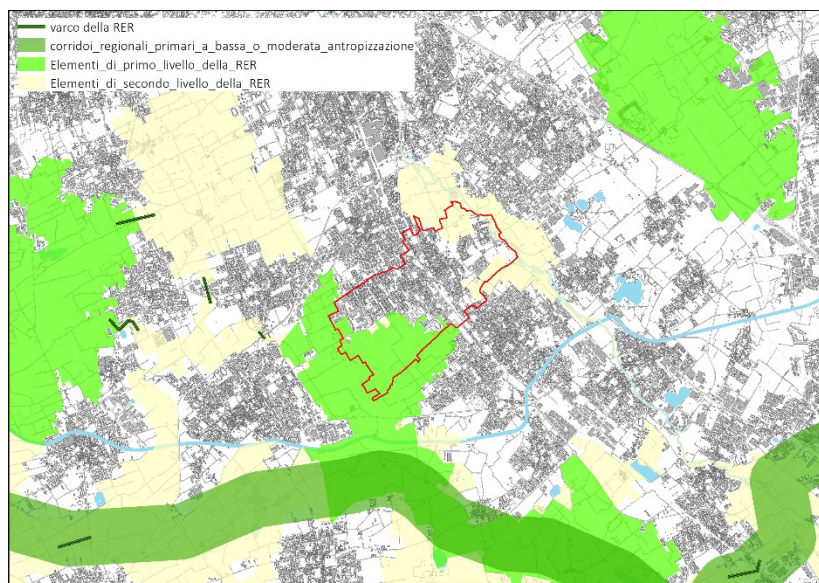 varco della RER
corridoi_regionali_primari_a_bassa_o_moderata_antropizzazione
Elementi_di_primo_livello_della_RER
Elementi_di_secondo_livello_della_RER